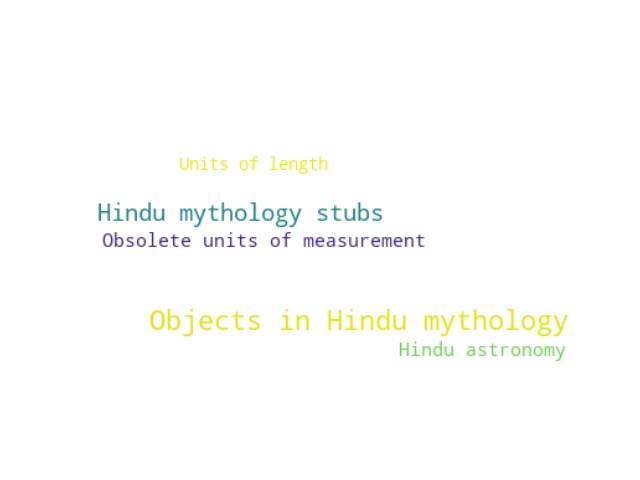 Units of length
Hindu mythology stubs
Obsolete units of measurement
Objects in Hindu mythology
Hindu astronomy